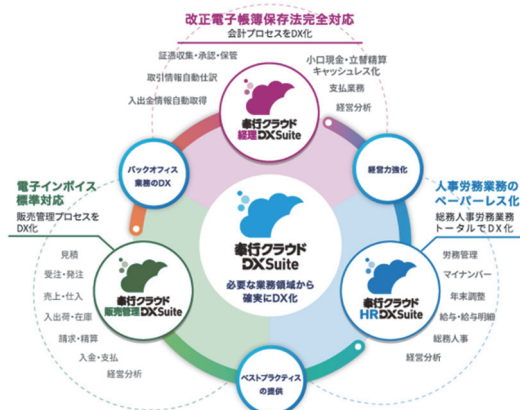 改正電子帳簿保存法完全対応
会計プロセスをDX化
証憑収集・承認・保管
取引情報自動仕訳
入出金情報自動取得
小口現金・立替精算
キャッシュレス化
支払業務
経営分析
奉行クラウド
経理DXSuite
バックオフィス
業務のDX
経営力強化
電子インボイス
標準対応
販売管理プロセスを
DX化
見積
受注・発注
売上・仕入
入出荷・在庫
請求・精算
入金・支払
経営分析
奉行クラウド
販売管理DXSuite
奉行クラウド
DXSuite
必要な業務領域から
確実にDX化
人事労務業務の
ペーパーレス化
総務人事労務業務
トータルでDX化
労務管理
マイナンバー
年末調整
給与・給与明細
総務人事
経営分析
奉行クラウド
HRDXSuite
ベストプラクティス
の提供